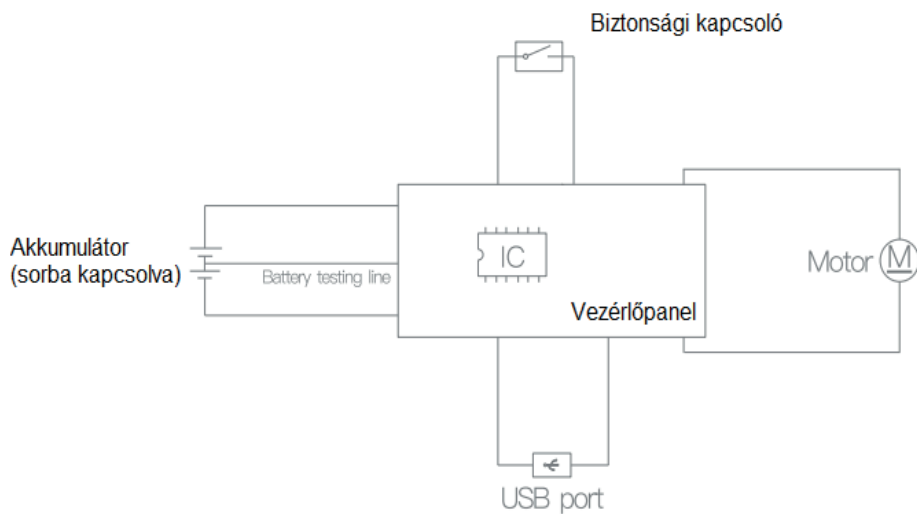 Biztonsági kapcsoló
Akkumulátor
(sorba kapcsolva)
Battery testing line
IC
Vezérlőpanel
Motor
M
USB port